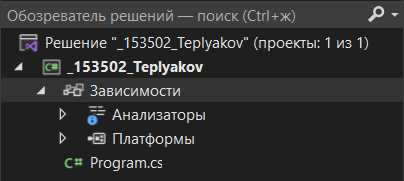 Обозреватель решений — поиск (Ctrl+ж)
Решение "_153502_Teplyakov" (проекты: 1 из 1)
C# _153502_Teplyakov
Зависимости
Анализаторы
Платформы
C# Program.cs